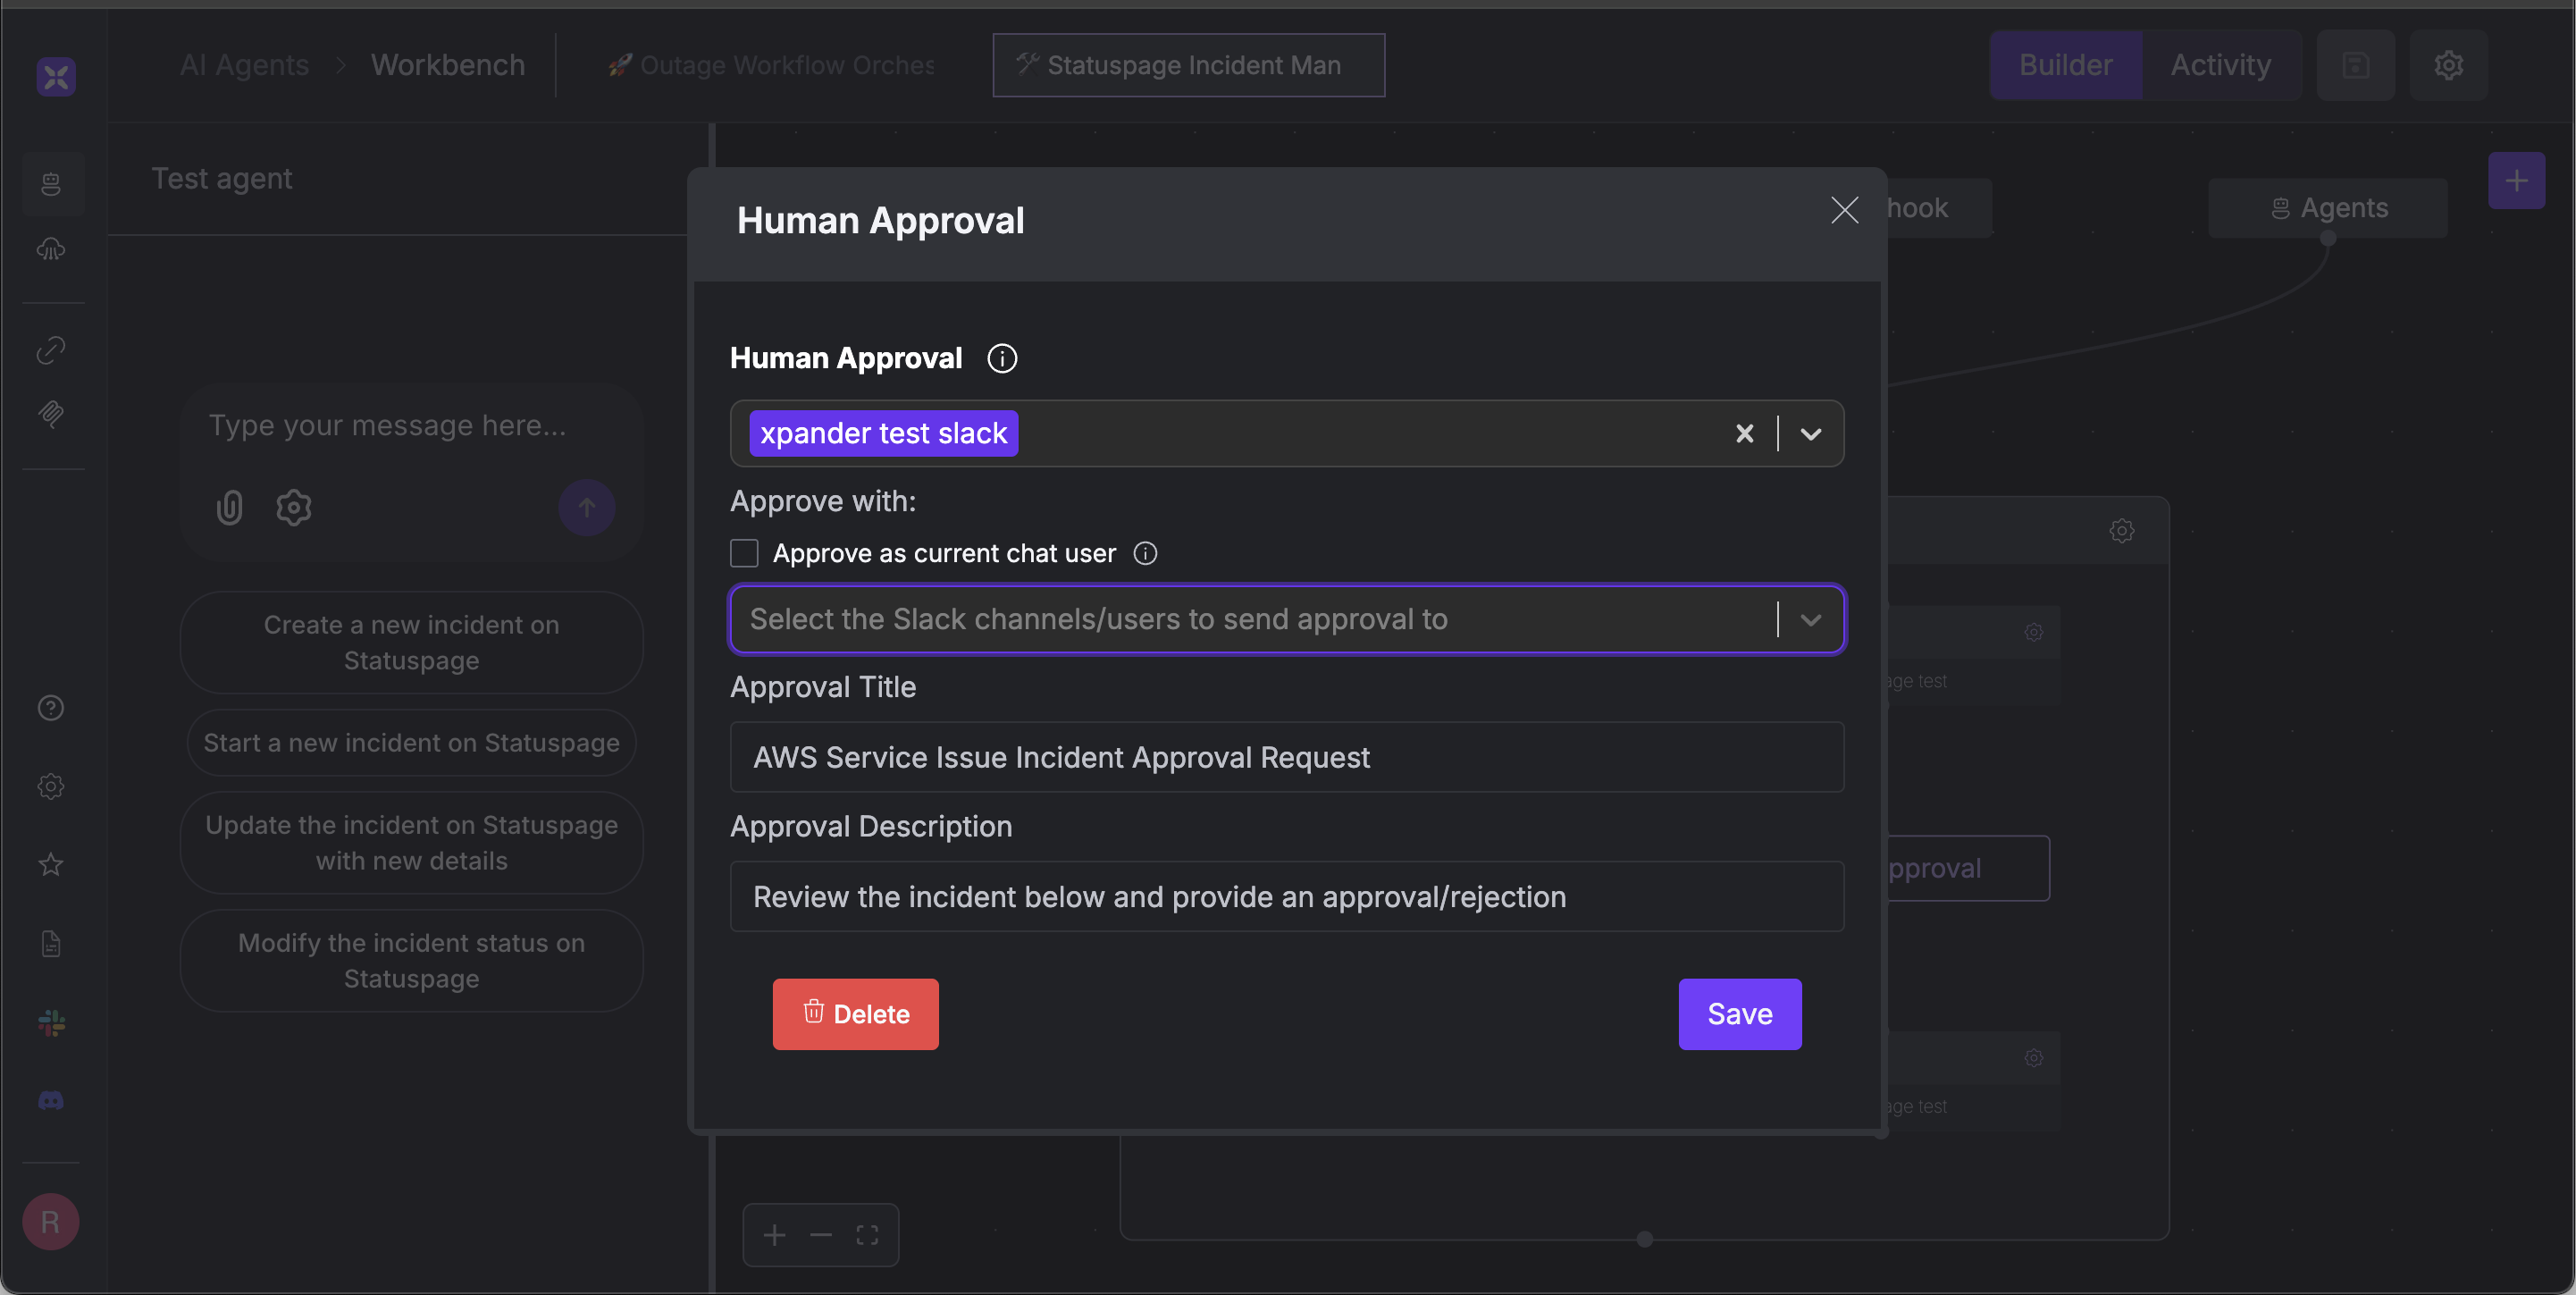 AI Agents > Workbench
🚀 Outage Workflow Orches
🛠 Statuspage Incident Man
Builder
Activity
Test agent
Human Approval
hook
Agents
Type your message here...
Human Approval
xpander test slack
Approve with:
Approve as current chat user
Select the Slack channels/users to send approval to
Create a new incident on
Statuspage
Approval Title
age test
Start a new incident on Statuspage
AWS Service Issue Incident Approval Request
Update the incident on Statuspage
with new details
Approval Description
pproval
Review the incident below and provide an approval/rejection
Modify the incident status on
Statuspage
Delete
Save
age test
R